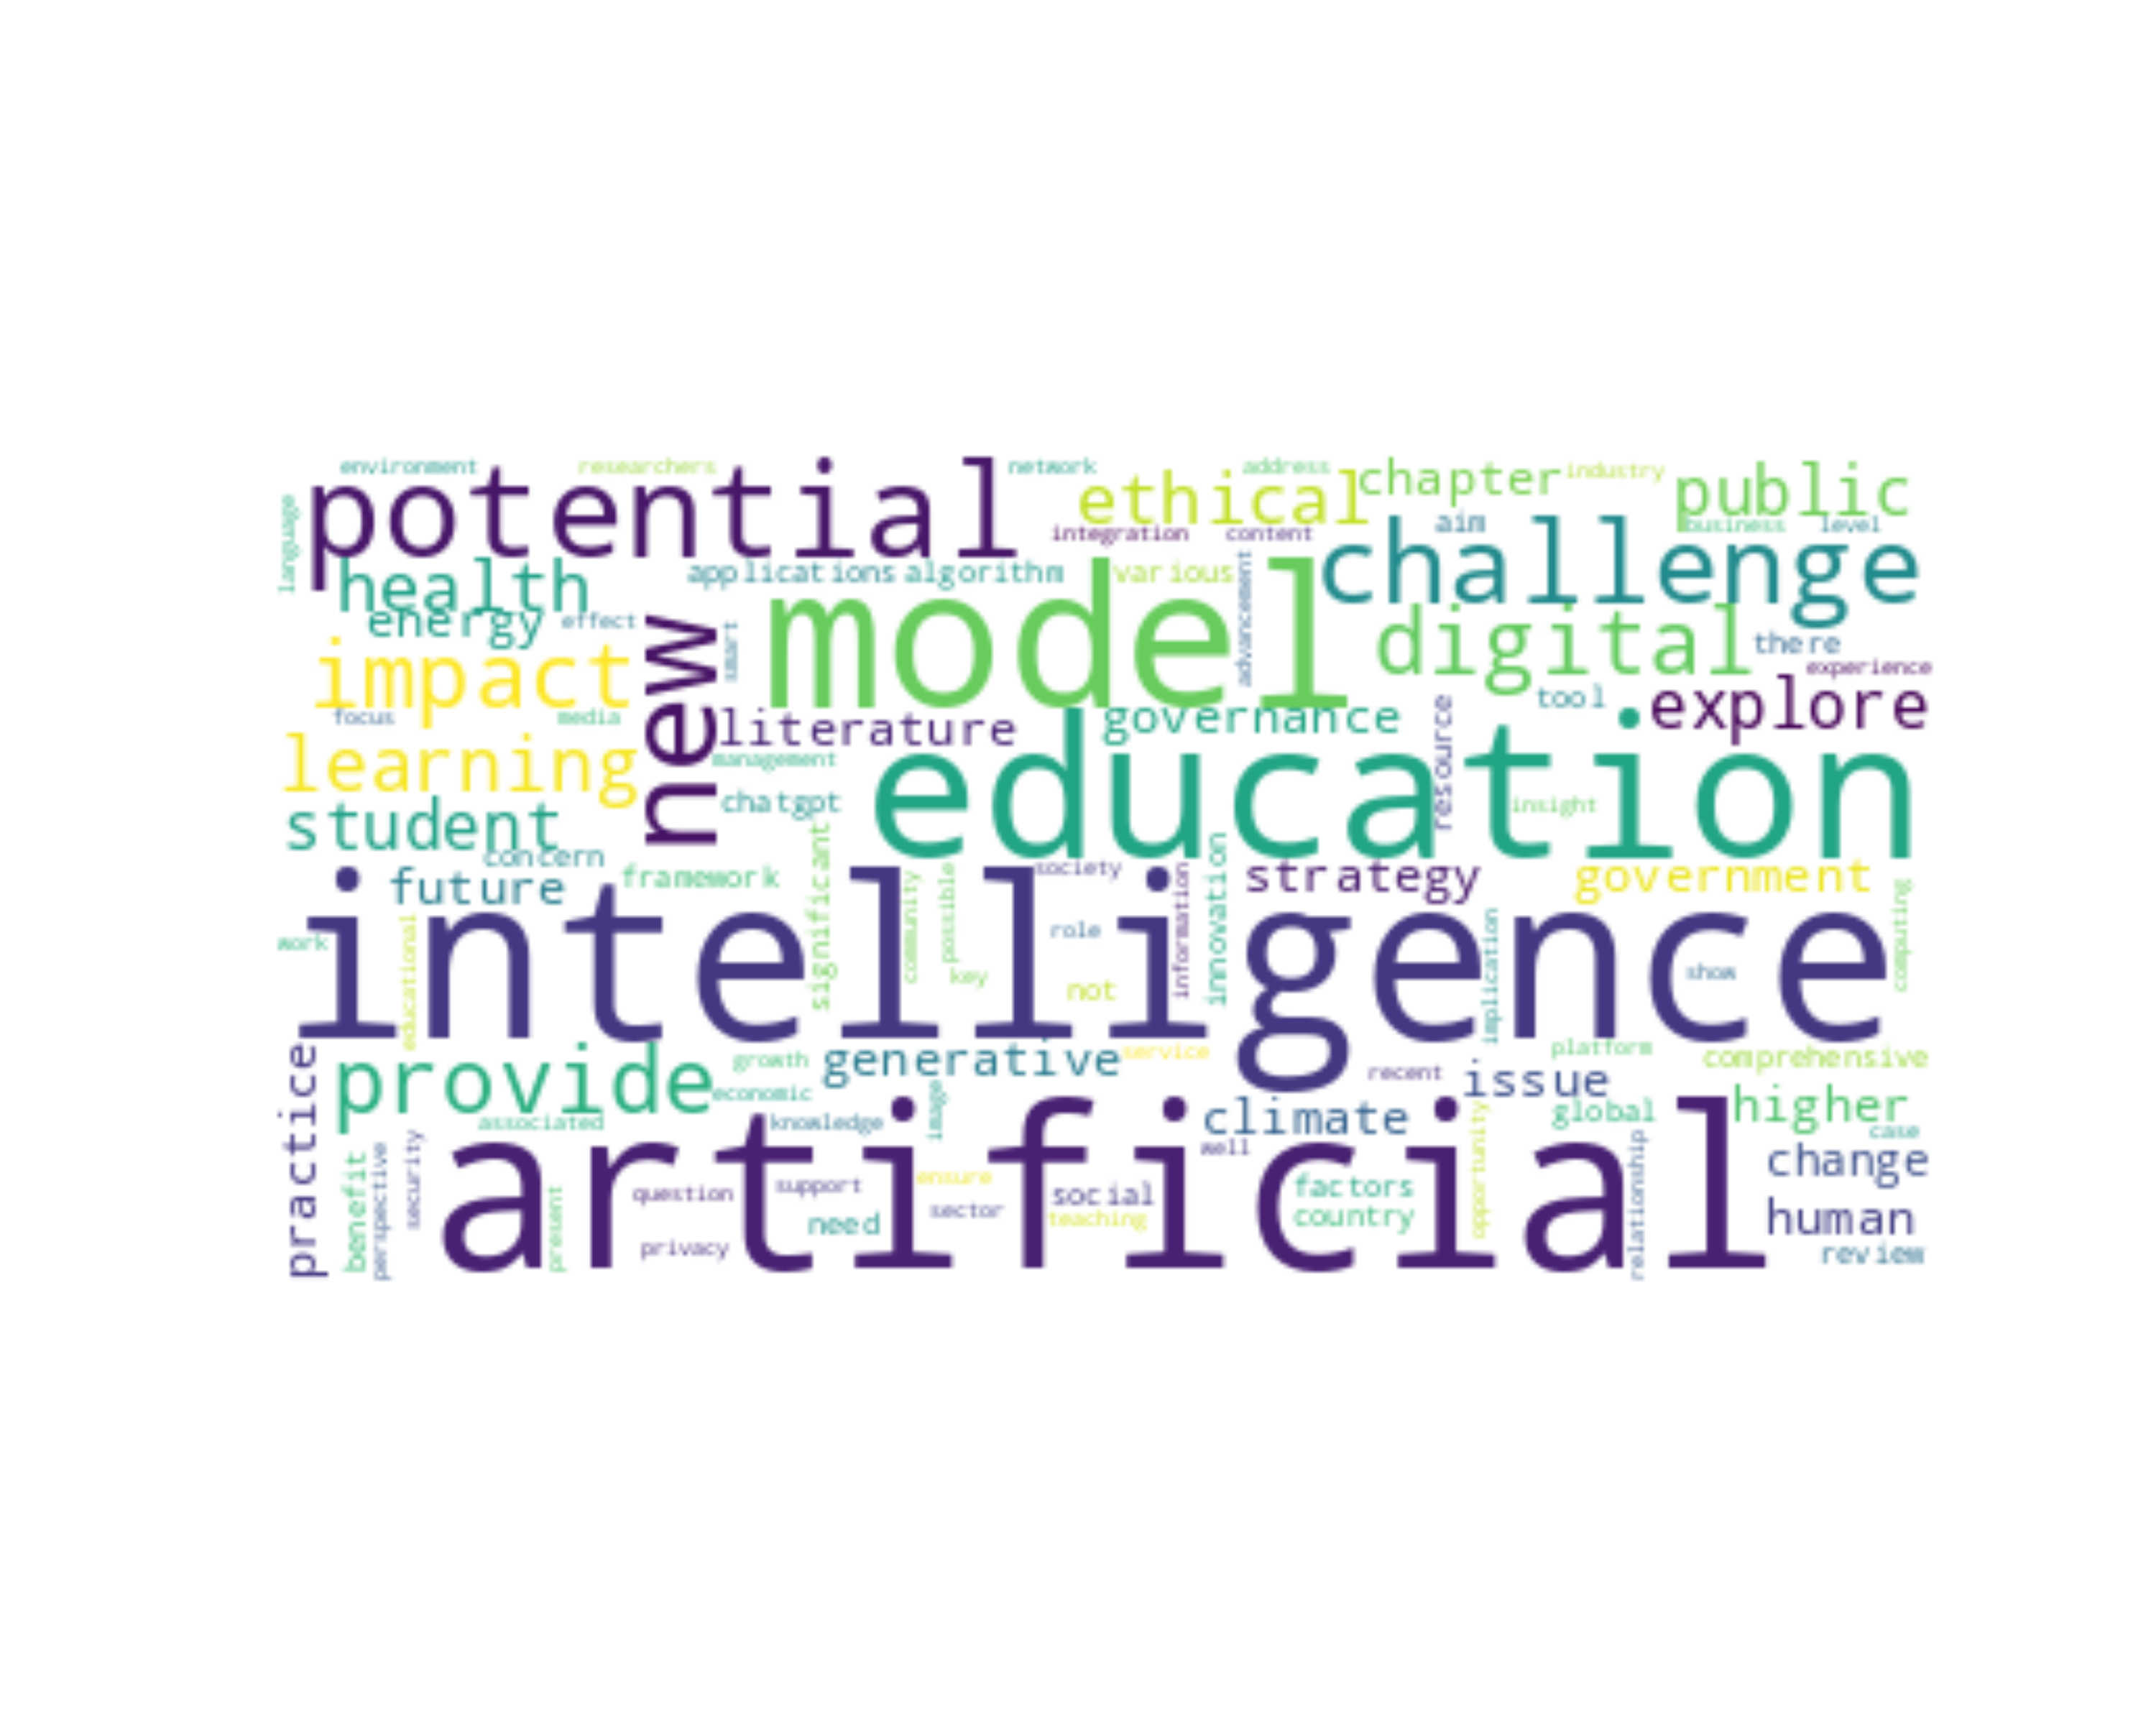 environment researchers network address industry
potential ethical chapter public
language integration content aim business level
health applications algorithm various challenge
energy effect new smart model advancement digital there
impact experience
focus media literature governance resource tool explore
learning management education
student chatgpt insight
concern
future framework significant society strategy government
intelligence
work educational community possible role information innovation implication show computing
key not
practice provide growth generative service platform comprehensive
economic recent issue
associated knowledge image climate opportunity global higher
artificial well case
benefit perspective security present question support ensure social factors relationship change
need sector teaching country human
privacy review